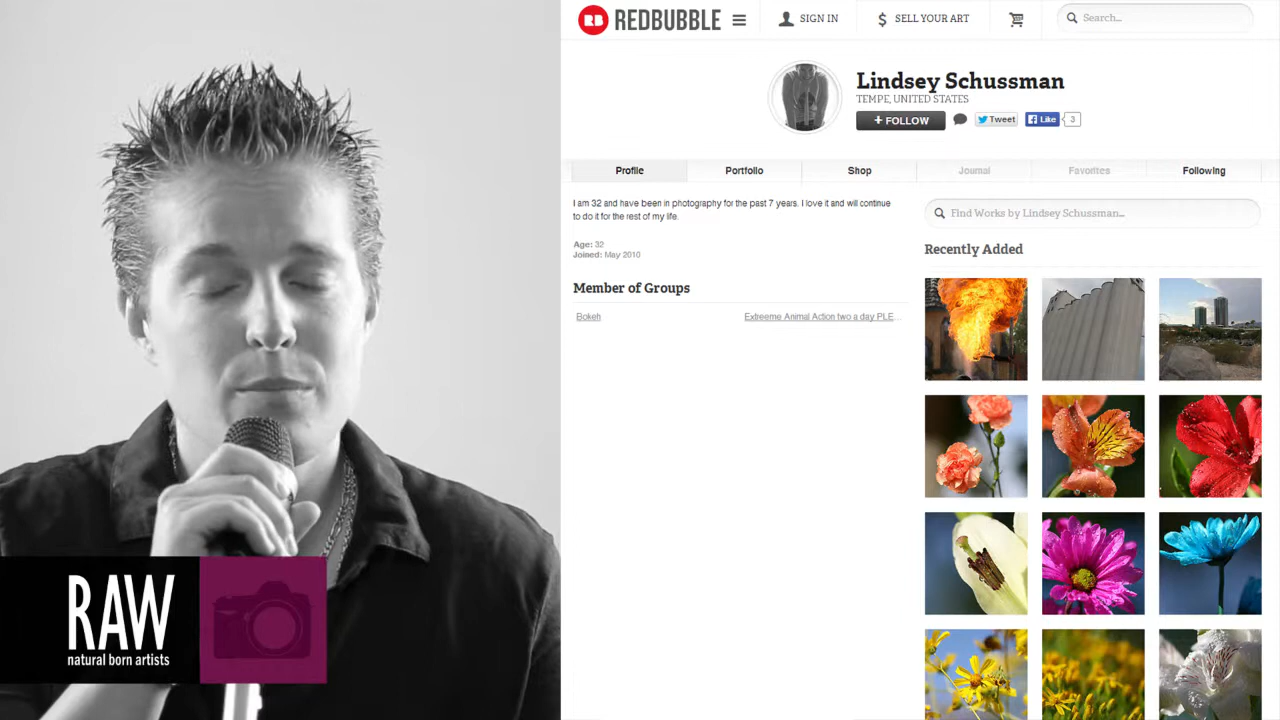 RAW
natural born artists
RB REDBUBBLE
SIGN IN
$ SELL YOUR ART
Search...
Lindsey Schussman
TEMPE, UNITED STATES
+ FOLLOW
Tweet
Like
3
Profile
Portfolio
Shop
Journal
Favorites
Following
I am 32 and have been in photography for the past 7 years. I love it and will continue
to do it for the rest of my life.
Age: 32
Joined: May 2010
Member of Groups
Bokeh
Extreeme Animal Action two a day PLE...
Find Works by Lindsey Schussman...
Recently Added